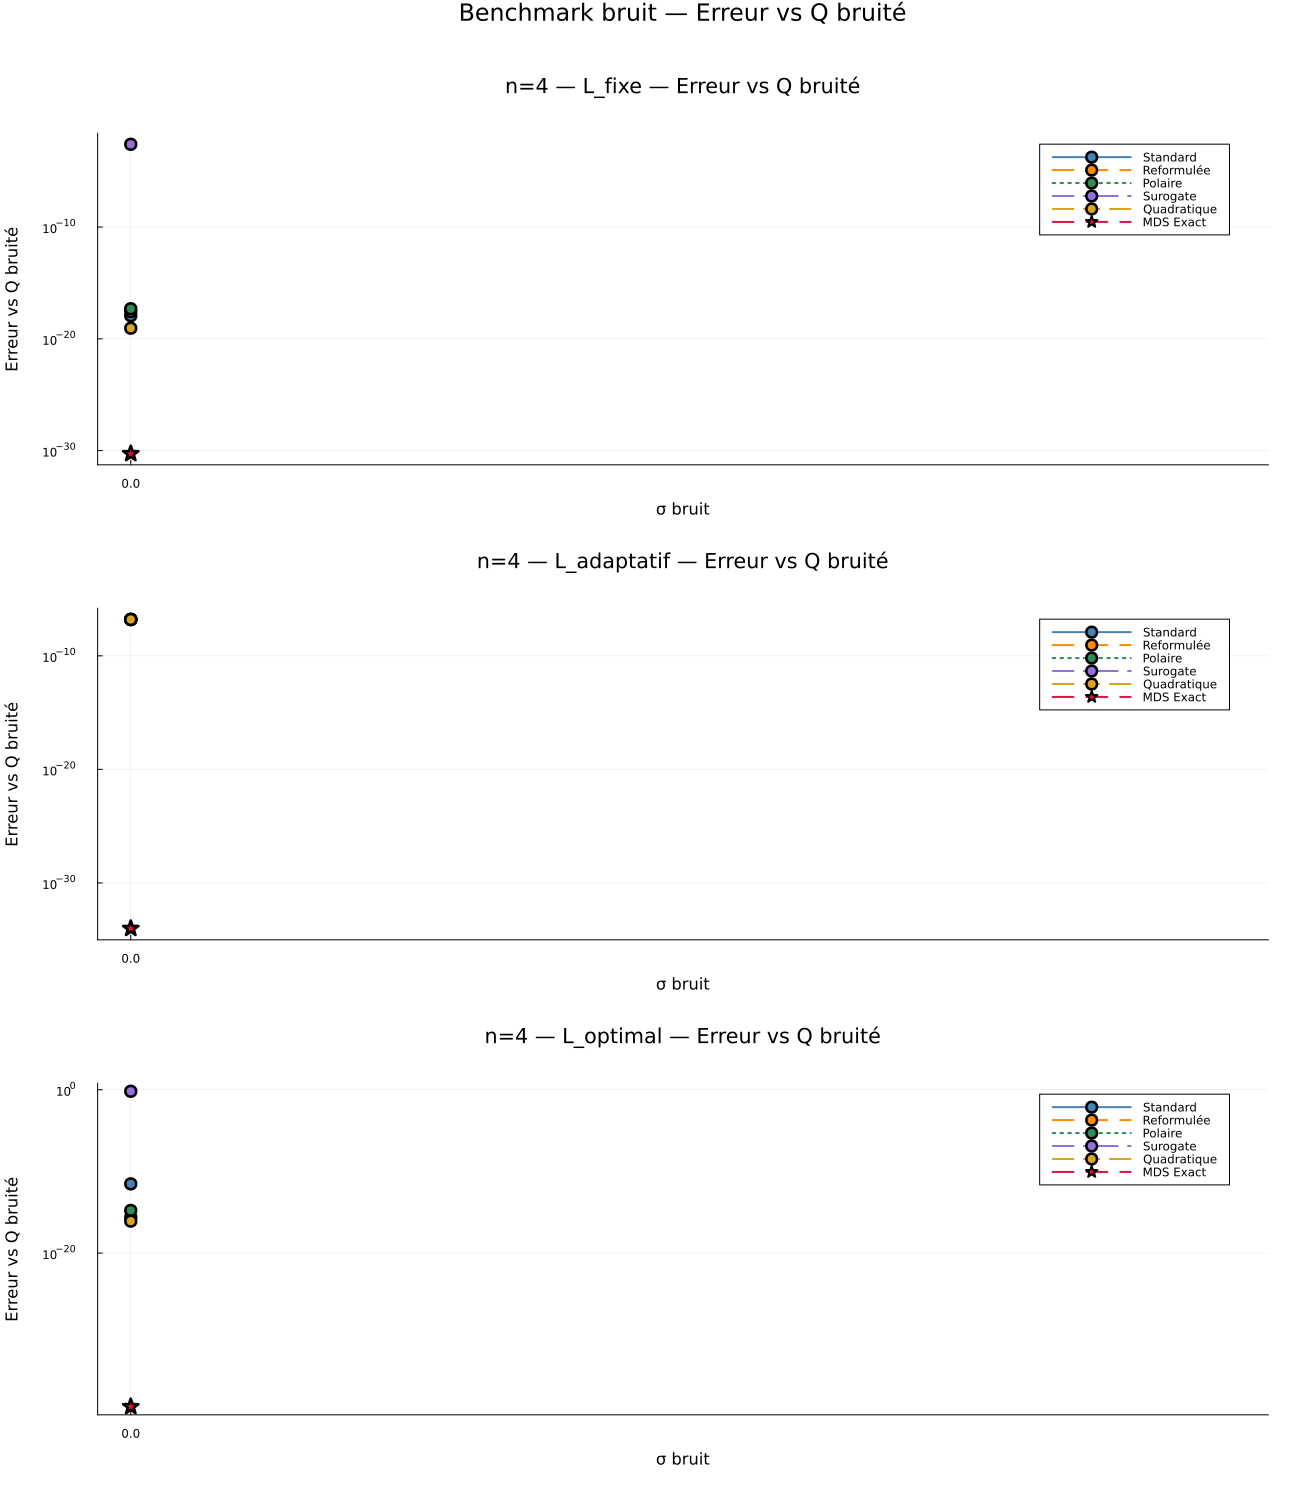 Benchmark bruit — Erreur vs Q bruité
n=4 — L_fixe — Erreur vs Q bruité
Erreur vs Q bruité
10⁻¹⁰
10⁻²⁰
10⁻³⁰
Standard
Reformulée
Polaire
Surogate
Quadratique
MDS Exact
0.0
σ bruit
n=4 — L_adaptatif — Erreur vs Q bruité
Erreur vs Q bruité
10⁻¹⁰
10⁻²⁰
10⁻³⁰
Standard
Reformulée
Polaire
Surogate
Quadratique
MDS Exact
0.0
σ bruit
n=4 — L_optimal — Erreur vs Q bruité
Erreur vs Q bruité
10⁰
10⁻²⁰
Standard
Reformulée
Polaire
Surogate
Quadratique
MDS Exact
0.0
σ bruit